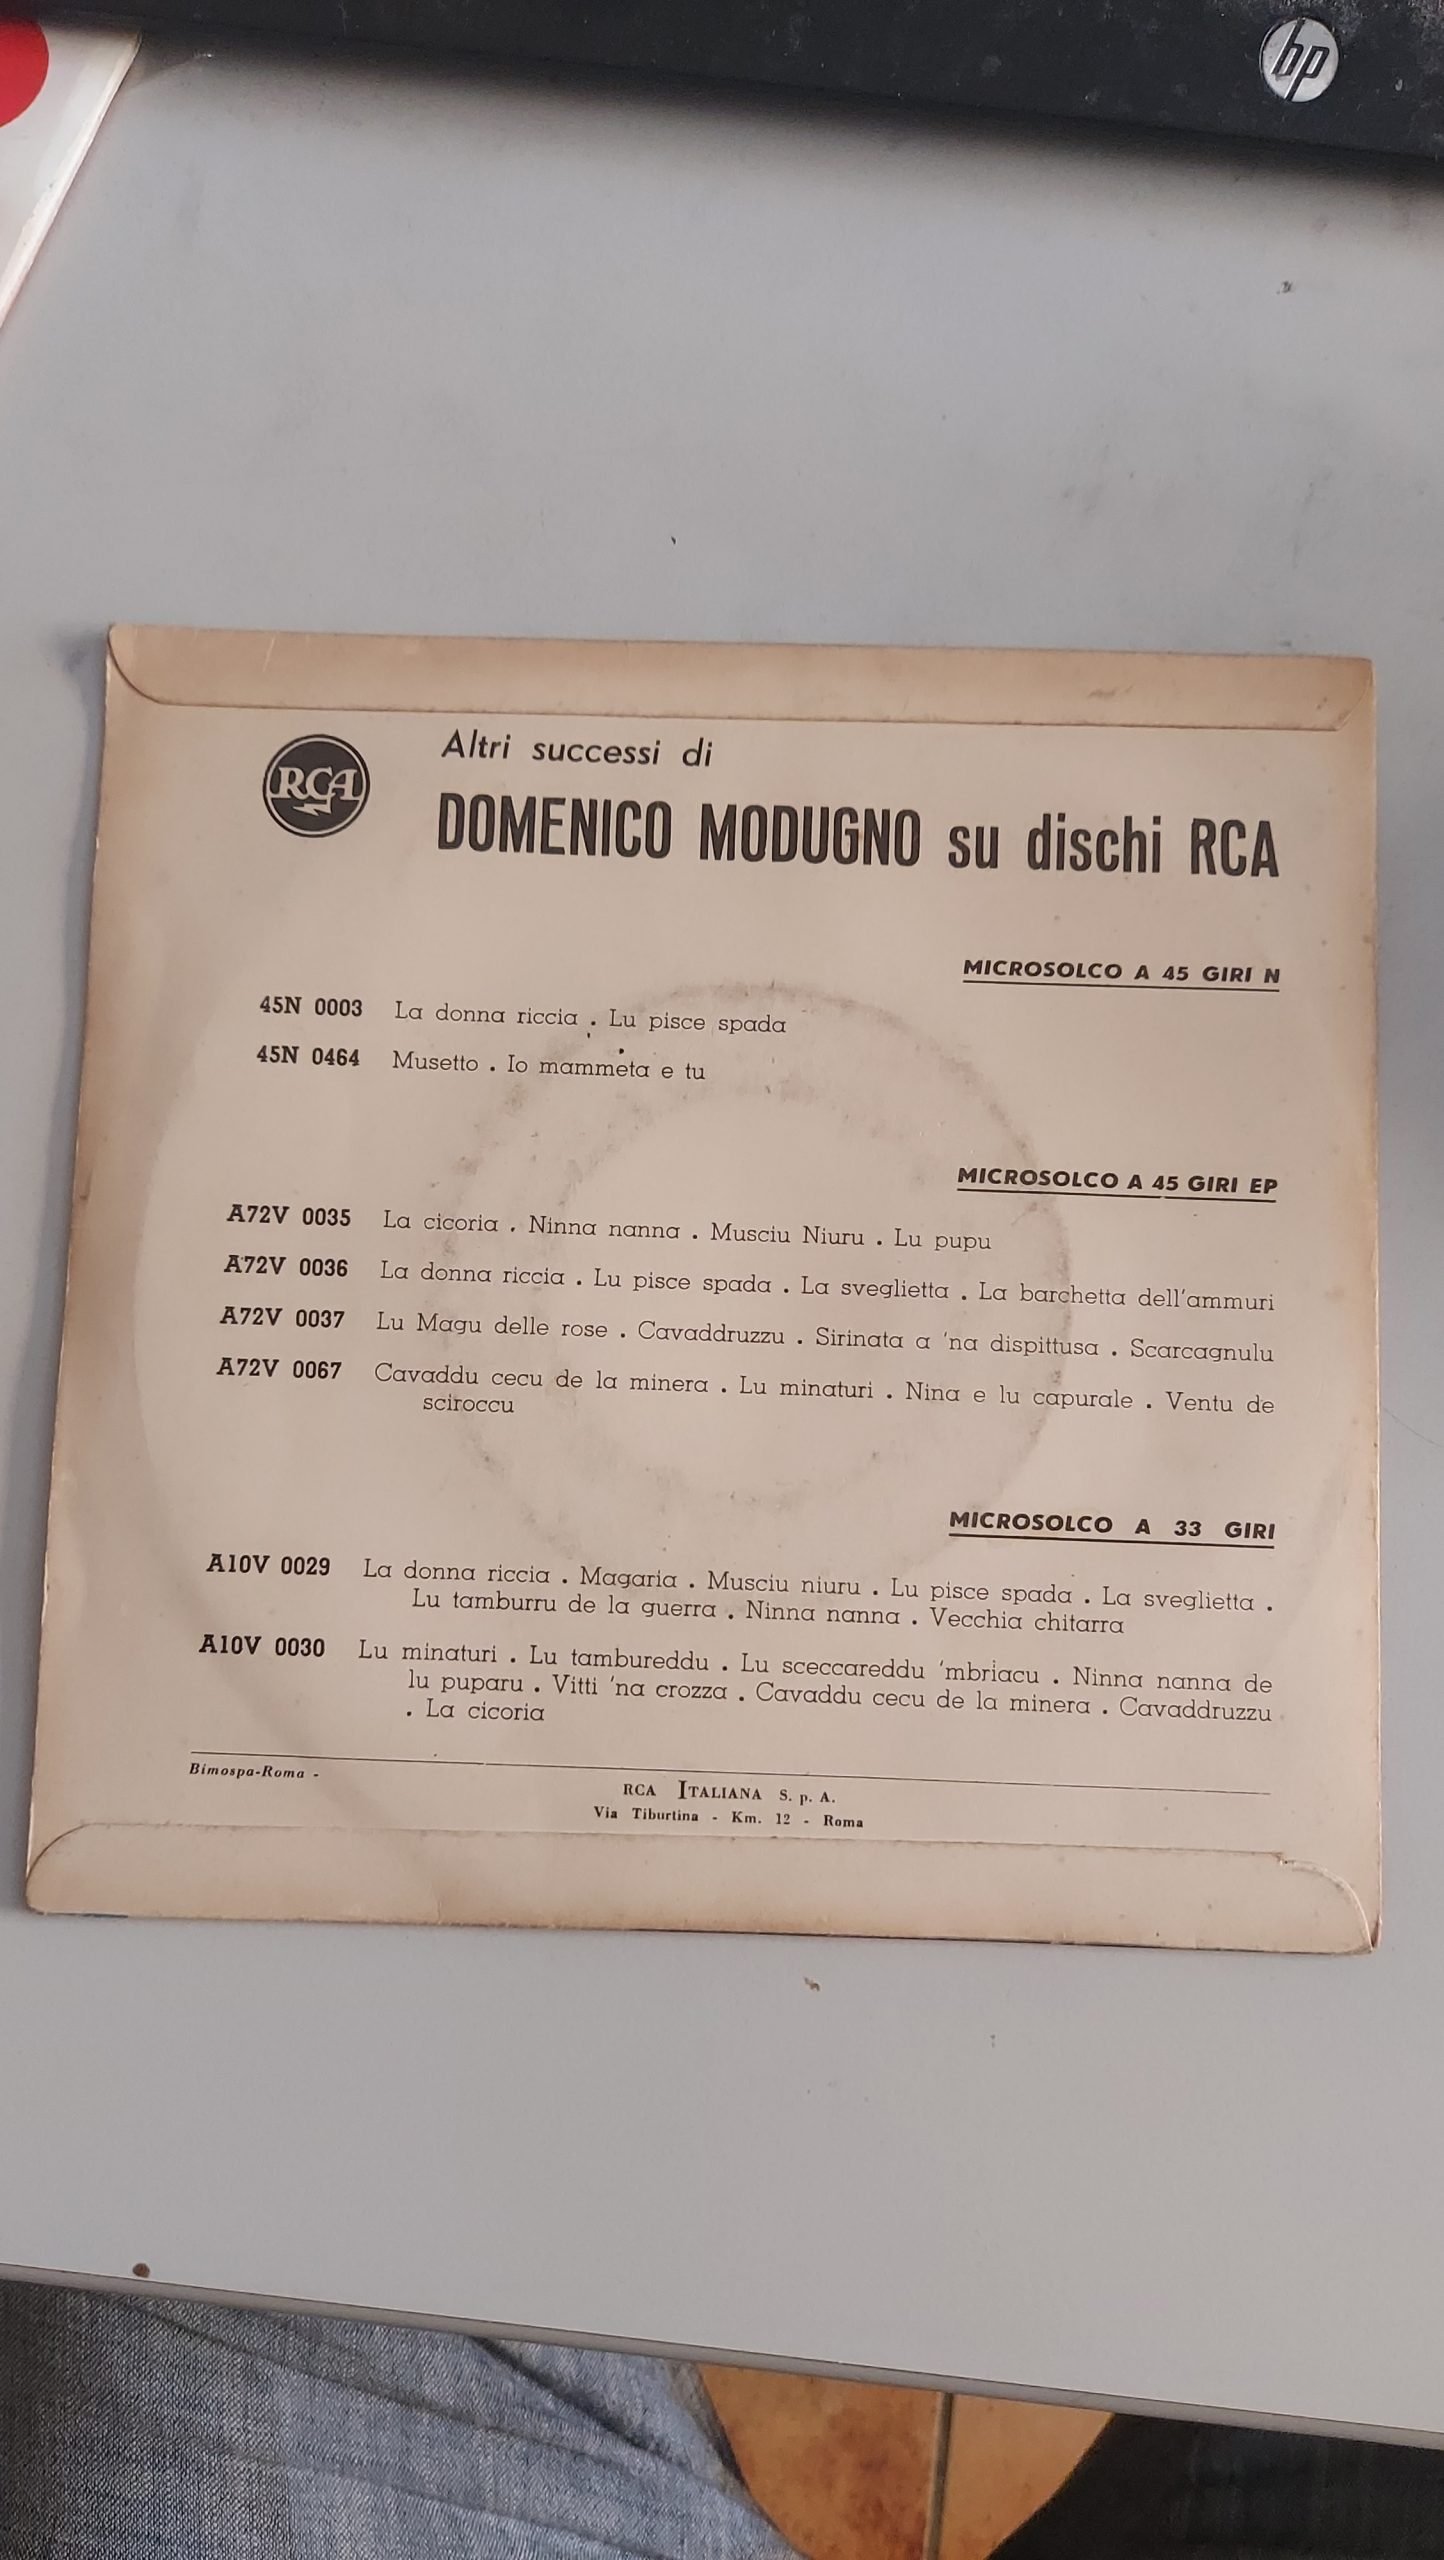 hp
RCA
Altri successi di
DOMENICO MODUGNO su dischi RCA
MICROSOLCO A 45 GIRI N
45N 0003 La donna riccia . Lu pisce spada
45N 0464 Musetto . Io mammeta e tu
MICROSOLCO A 45 GIRI EP
A72V 0035 La cicoria . Ninna nanna . Musciu Niuru . Lu pupu
A72V 0036 La donna riccia . Lu pisce spada . La sveglietta . La barchetta dell'ammuri
A72V 0037 Lu Magu delle rose . Cavaddruzzu . Sirinata a 'na dispittusa . Scarcagnulu
A72V 0067 Cavaddu cecu de la minera . Lu minaturi . Nina e lu capurale . Ventu de
sciroccu
MICROSOLCO A 33 GIRI
A10V 0029 La donna riccia . Magaria . Musciu niuru . Lu pisce spada . La sveglietta .
Lu tamburru de la guerra . Ninna nanna . Vecchia chitarra
A10V 0030 Lu minaturi . Lu tambureddu . Lu sceccareddu 'mbriacu . Ninna nanna de
lu puparu . Vitti 'na crozza . Cavaddu cecu de la minera . Cavaddruzzu
. La cicoria
Bimospa-Roma -
RCA ITALIANA S. p. A.
Via Tiburtina - Km. 12 - Roma